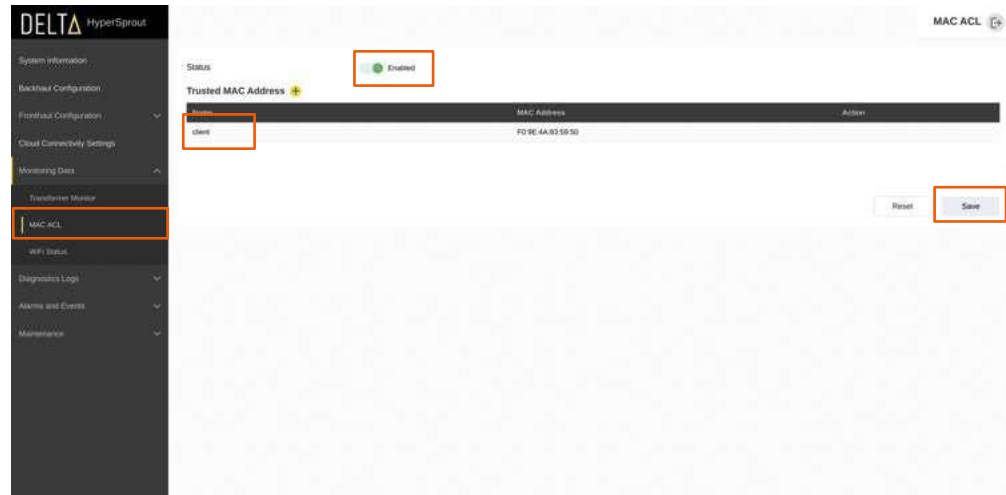 DELTA HyperSprout
MAC ACL
System Information
Backhaul Configuration
Fronthaul Configuration
Cloud Connectivity Settings
Monitoring Data
Transformer Monitor
MAC ACL
WiFi Status
Diagnostics Logs
Alarms and Events
Maintenance
Status
Enabled
Trusted MAC Address
Name MAC Address Action
client F0:9E:4A:83:59:50
Reset Save